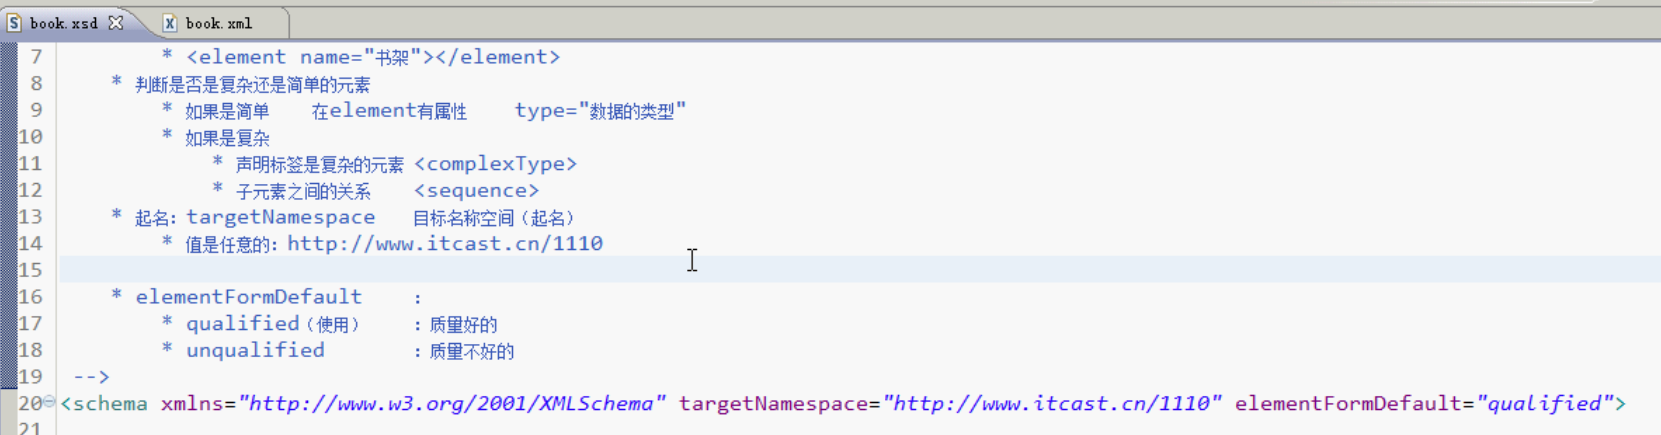 book.xsd book.xml
7 * <element name="书架"></element>
8 * 判断是否是复杂还是简单的元素
9 * 如果是简单 在element有属性 type="数据的类型"
10 * 如果是复杂
11 * 声明标签是复杂的元素 <complexType>
12 * 子元素之间的关系 <sequence>
13 * 起名：targetNamespace 目标名称空间（起名）
14 * 值是任意的：http://www.itcast.cn/1110
15
16 * elementFormDefault :
17 * qualified（使用） : 质量好的
18 * unqualified : 质量不好的
19 -->
20 <schema xmlns="http://www.w3.org/2001/XMLSchema" targetNamespace="http://www.itcast.cn/1110" elementFormDefault="qualified">
21